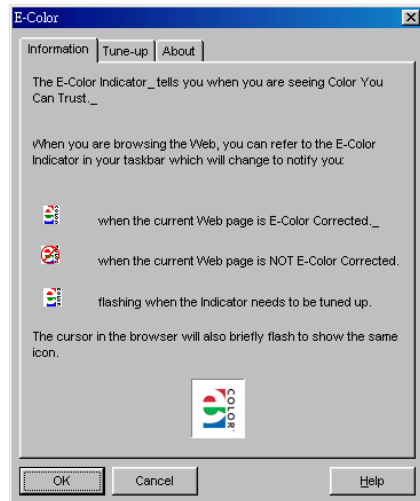 E-Color
Information Tune-up About
The E-Color Indicator_tells you when you are seeing Color You
Can Trust._
When you are browsing the Web, you can refer to the E-Color
Indicator in your taskbar which will change to notify you:
when the current Web page is E-Color Corrected._
when the current Web page is NOT E-Color Corrected.
flashing when the Indicator needs to be tuned up.
The cursor in the browser will also briefly flash to show the same
icon.
COLOR
OK Cancel Help